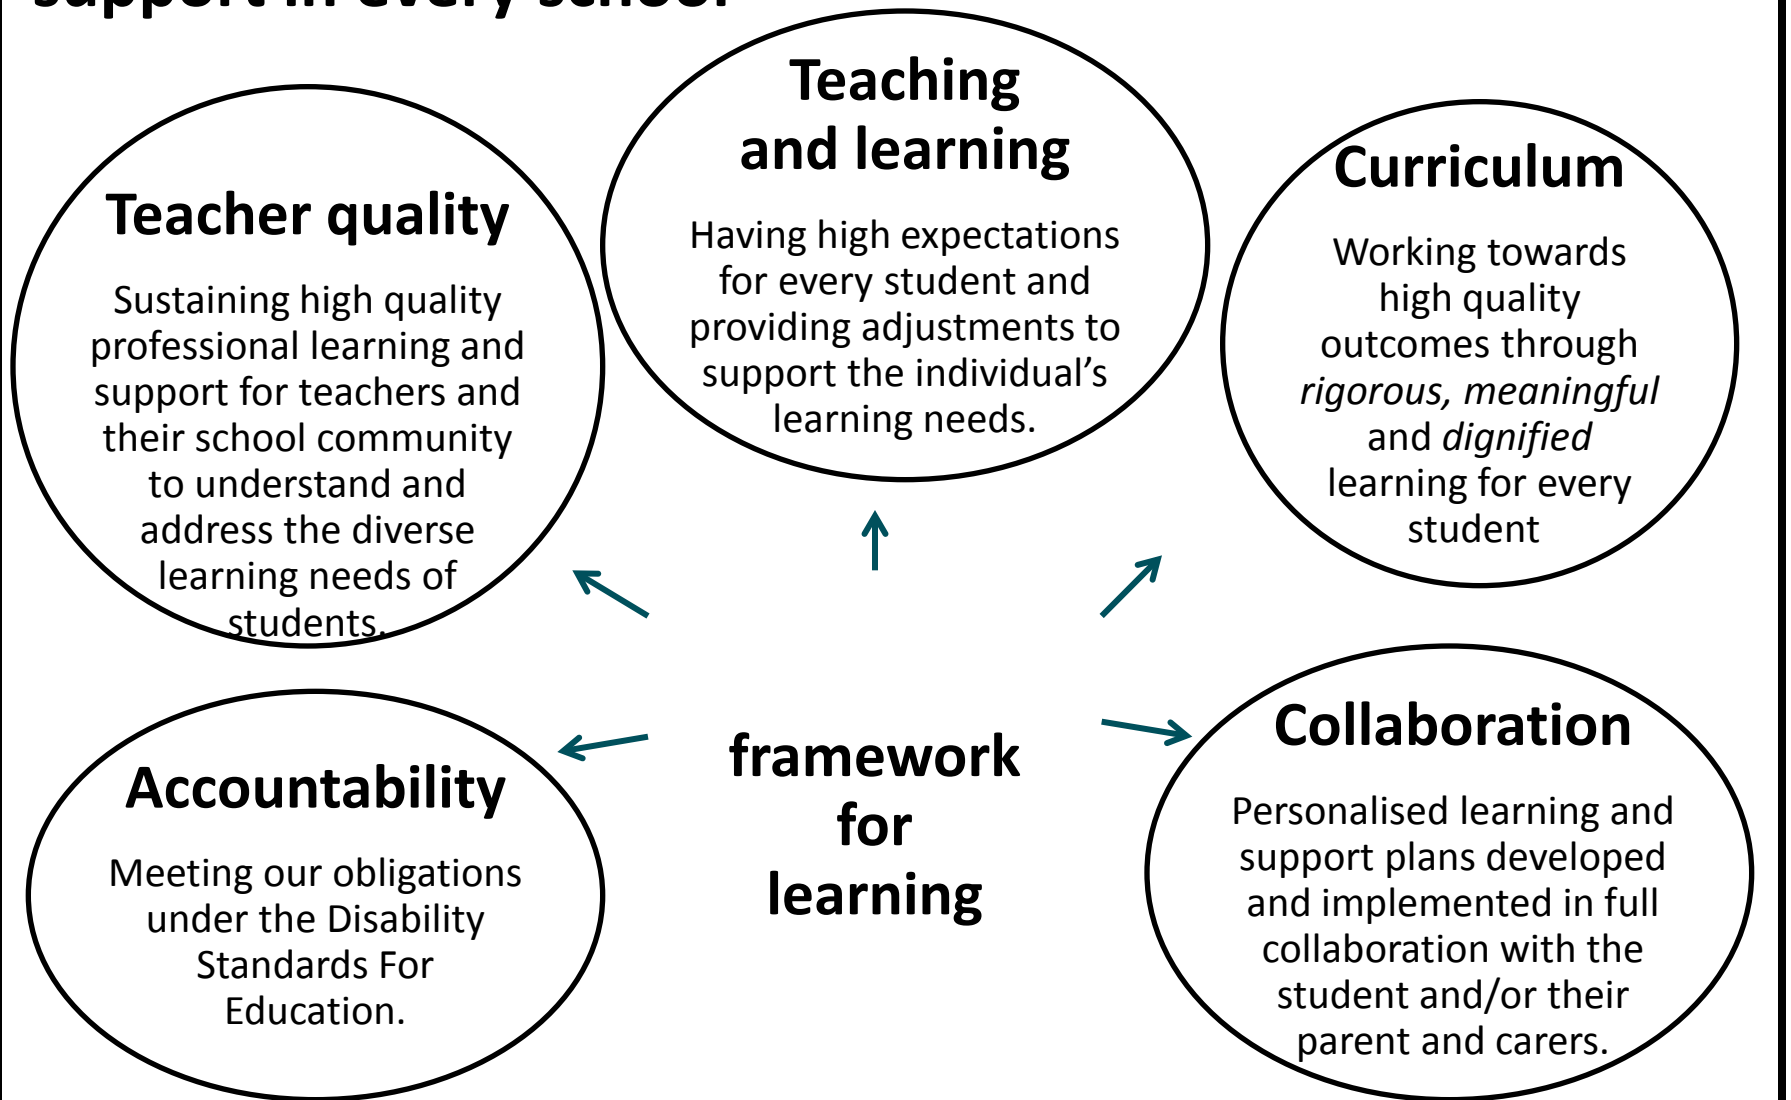 support in every school
Teacher quality
Sustaining high quality
professional learning and
support for teachers and
their school community
to understand and
address the diverse
learning needs of
students.
Teaching
and learning
Having high expectations
for every student and
providing adjustments to
support the individual’s
learning needs.
Curriculum
Working towards
high quality
outcomes through
rigorous, meaningful
and dignified
learning for every
student
Accountability
Meeting our obligations
under the Disability
Standards For
Education.
framework
for
learning
Collaboration
Personalised learning and
support plans developed
and implemented in full
collaboration with the
student and/or their
parent and carers.